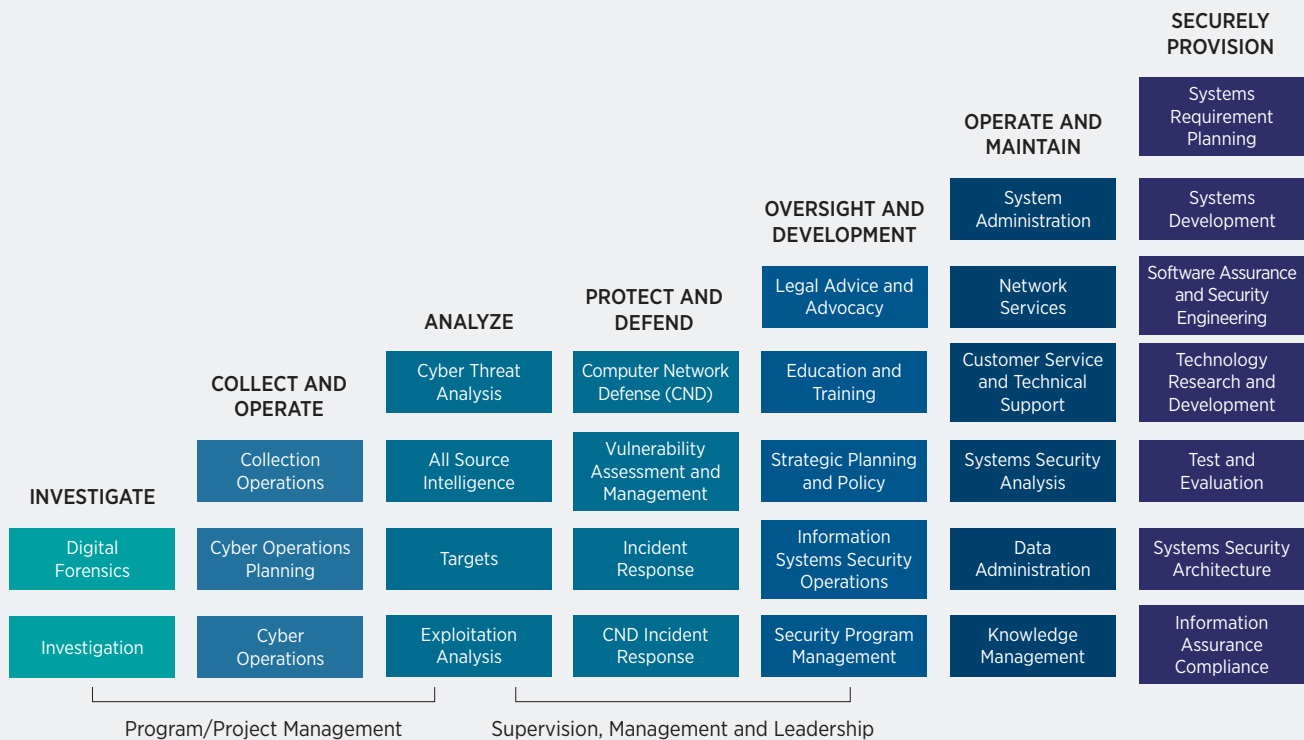 SECURELY
PROVISION
Systems
Requirement
Planning
Systems
Development
Software Assurance
and Security
Engineering
Technology
Research and
Development
Test and
Evaluation
Systems Security
Architecture
Information
Assurance
Compliance
OPERATE AND
MAINTAIN
System
Administration
Network
Services
Customer Service
and Technical
Support
Systems Security
Analysis
Data
Administration
Knowledge
Management
OVERSIGHT AND
DEVELOPMENT
Legal Advice and
Advocacy
Education and
Training
Strategic Planning
and Policy
Information
Systems Security
Operations
Security Program
Management
PROTECT AND
DEFEND
Computer Network
Defense (CND)
Vulnerability
Assessment and
Management
Incident
Response
CND Incident
Response
ANALYZE
Cyber Threat
Analysis
All Source
Intelligence
Targets
Exploitation
Analysis
COLLECT AND
OPERATE
Collection
Operations
Cyber Operations
Planning
Cyber
Operations
INVESTIGATE
Digital
Forensics
Investigation
Program/Project Management
Supervision, Management and Leadership